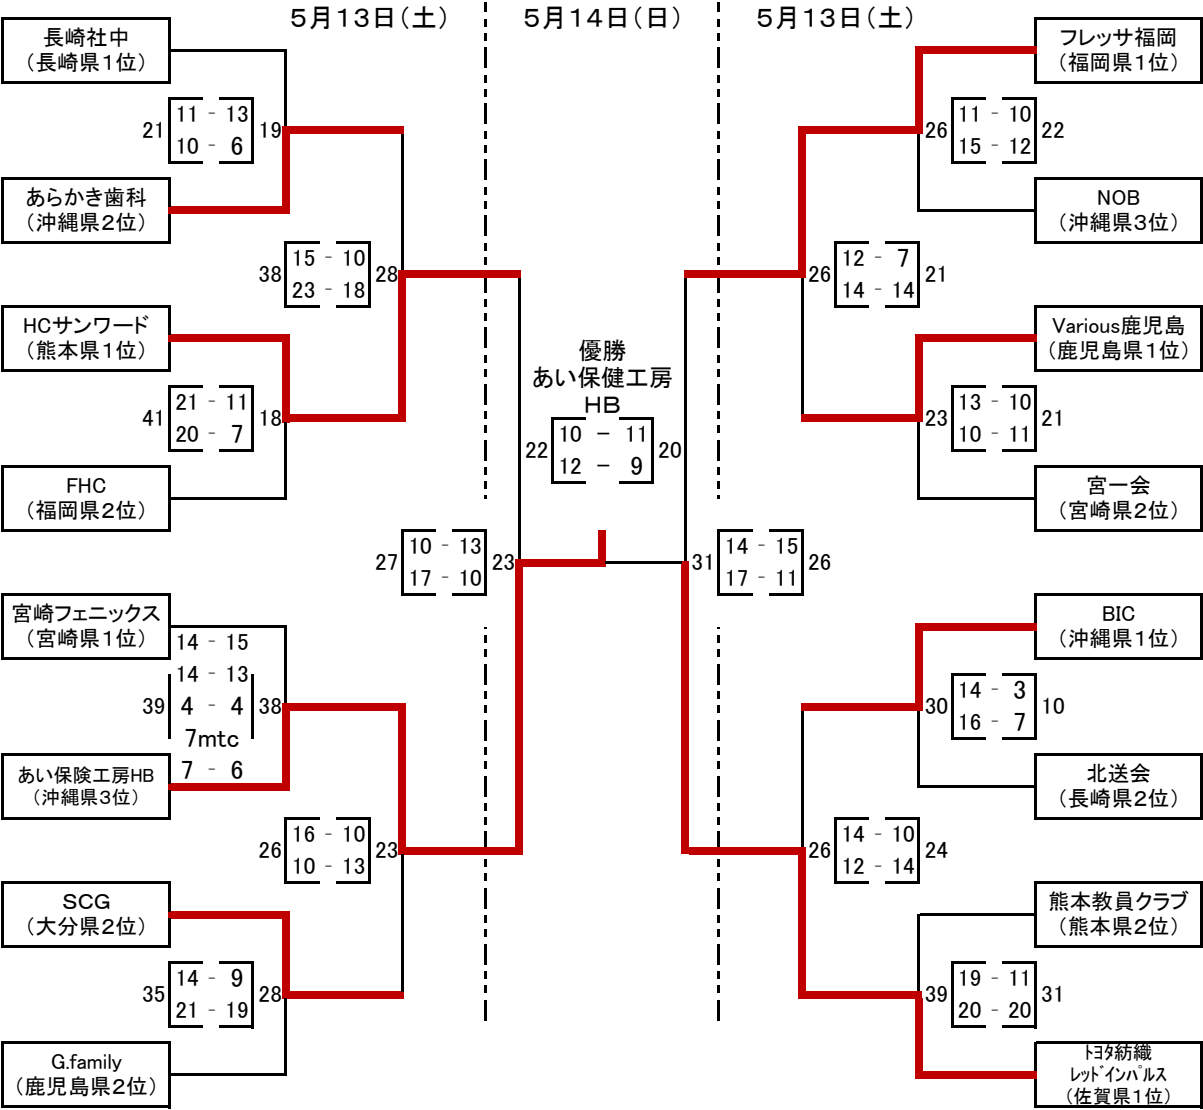 5月13日(土)
5月14日(日)
5月13日(土)
長崎社中
(長崎県1位)
21
11 - 13
10 - 6
19
あらかき歯科
(沖縄県2位)
38
15 - 10
23 - 18
28
HCサンワード
(熊本県1位)
41
21 - 11
20 - 7
18
FHC
(福岡県2位)
27
10 - 13
17 - 10
23
宮崎フェニックス
(宮崎県1位)
39
14 - 15
14 - 13
4 - 4
7mtc
7 - 6
38
あい保険工房HB
(沖縄県3位)
26
16 - 10
10 - 13
23
SCG
(大分県2位)
35
14 - 9
21 - 19
28
G.family
(鹿児島県2位)
優勝
あい保健工房
HB
22
10 - 11
12 - 9
20
フレッサ福岡
(福岡県1位)
26
11 - 10
15 - 12
22
NOB
(沖縄県3位)
26
12 - 7
14 - 14
21
Various鹿児島
(鹿児島県1位)
23
13 - 10
10 - 11
21
宮一会
(宮崎県2位)
31
14 - 15
17 - 11
26
BIC
(沖縄県1位)
30
14 - 3
16 - 7
10
北送会
(長崎県2位)
26
14 - 10
12 - 14
24
熊本教員クラブ
(熊本県2位)
39
19 - 11
20 - 20
31
ﾄﾖﾀ紡織
ﾚｯﾄﾞｲﾝﾊﾟﾙｽ
(佐賀県1位)